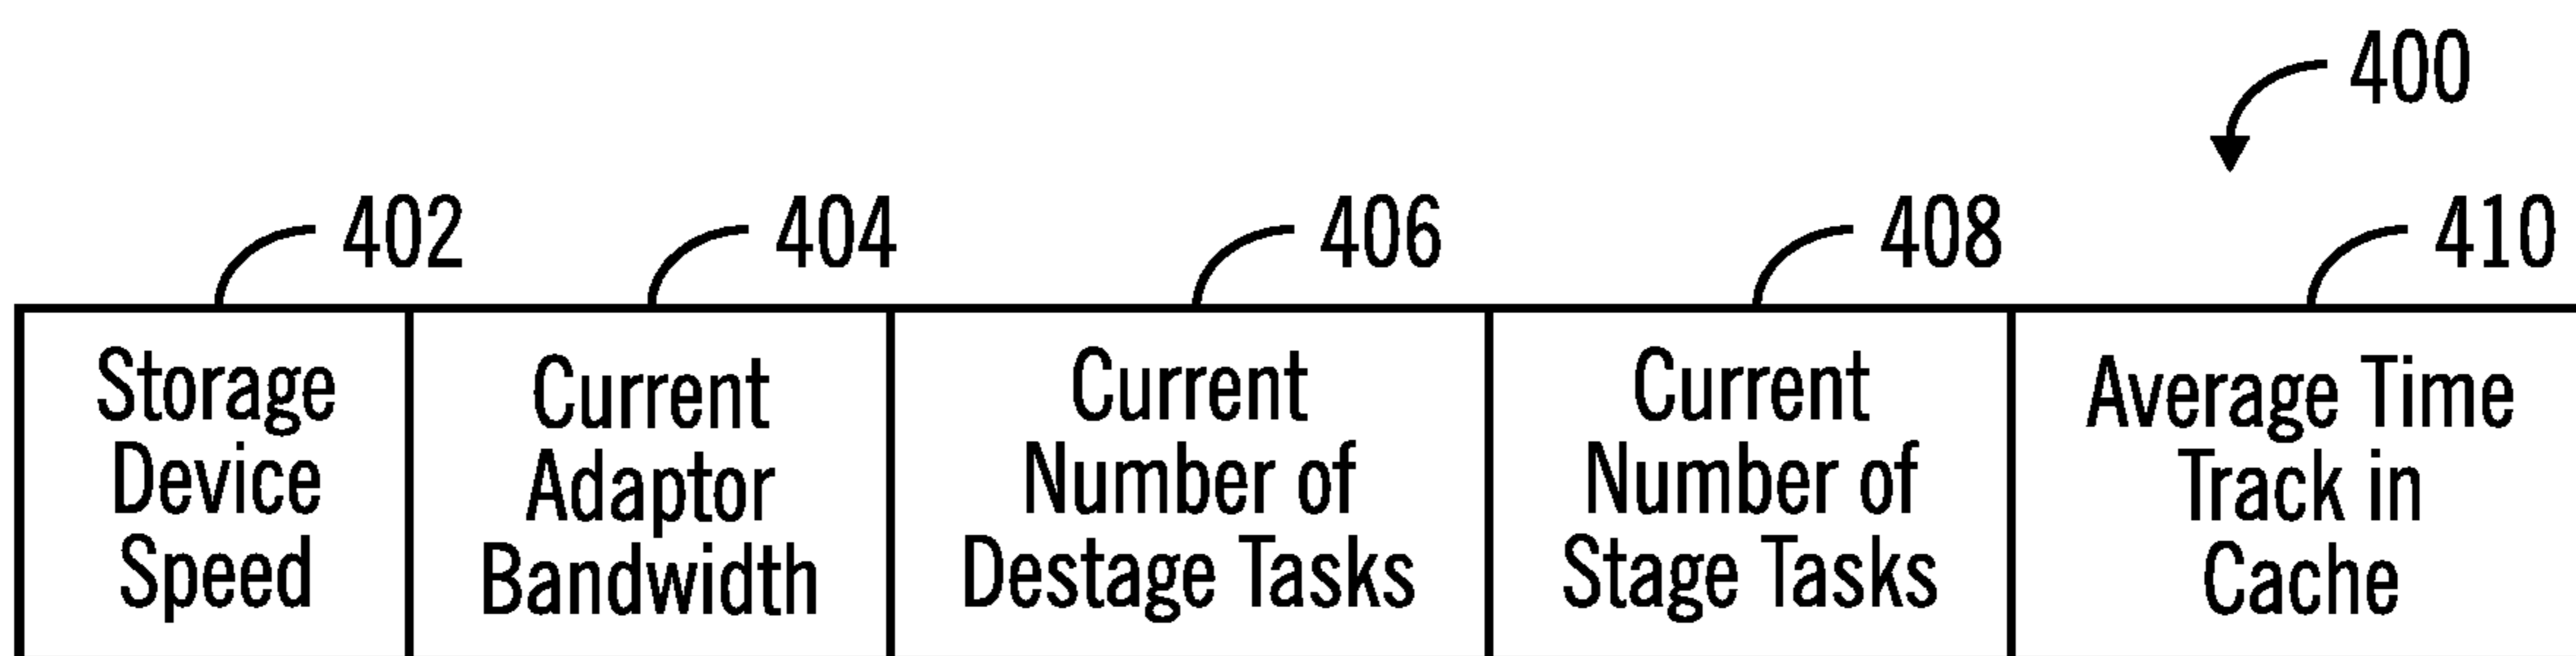 400
402
404
406
408
410
Storage
Device
Speed
Current
Adaptor
Bandwidth
Current
Number of
Destage Tasks
Current
Number of
Stage Tasks
Average Time
Track in
Cache